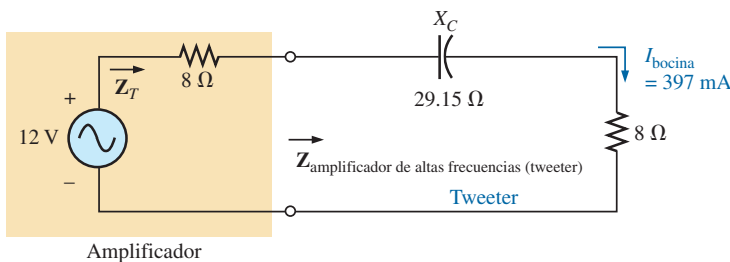 X_C
8 Ω
Z_T
29.15 Ω
I_bocina
= 397 mA
+
12 V
8 Ω
–
Z_amplificador de altas frecuencias (tweeter)
Tweeter
Amplificador